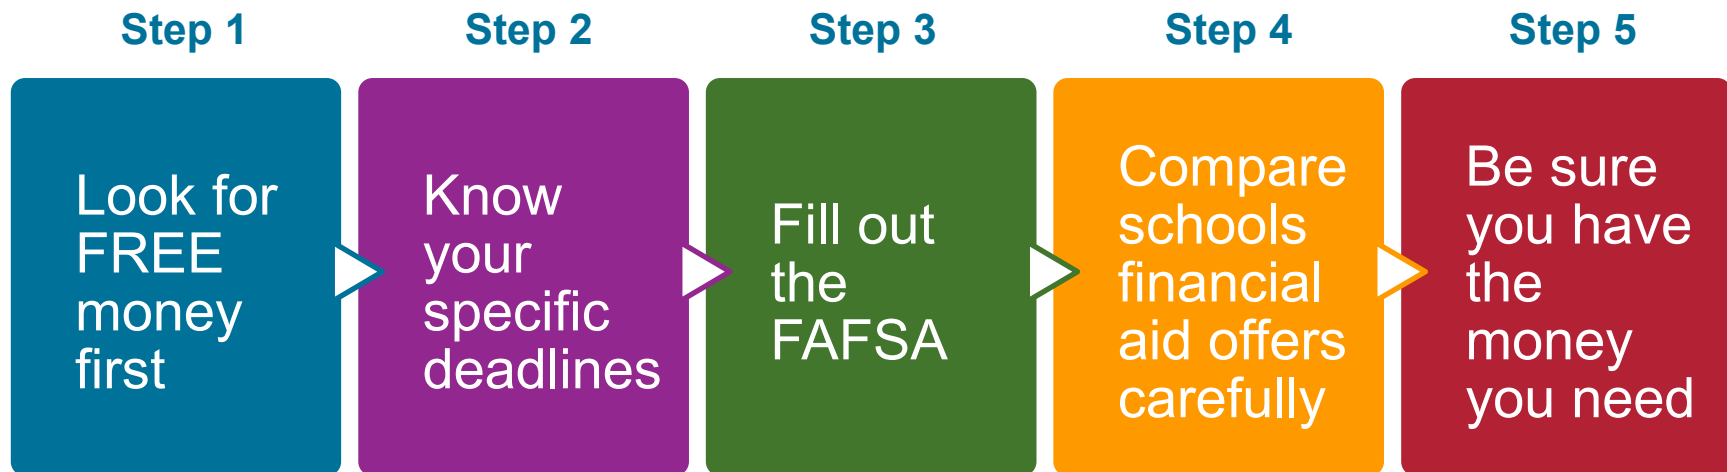 Step 1
Look for
FREE
money
first
Step 2
Know
your
specific
deadlines
Step 3
Fill out
the
FAFSA
Step 4
Compare
schools
financial
aid offers
carefully
Step 5
Be sure
you have
the
money
you need